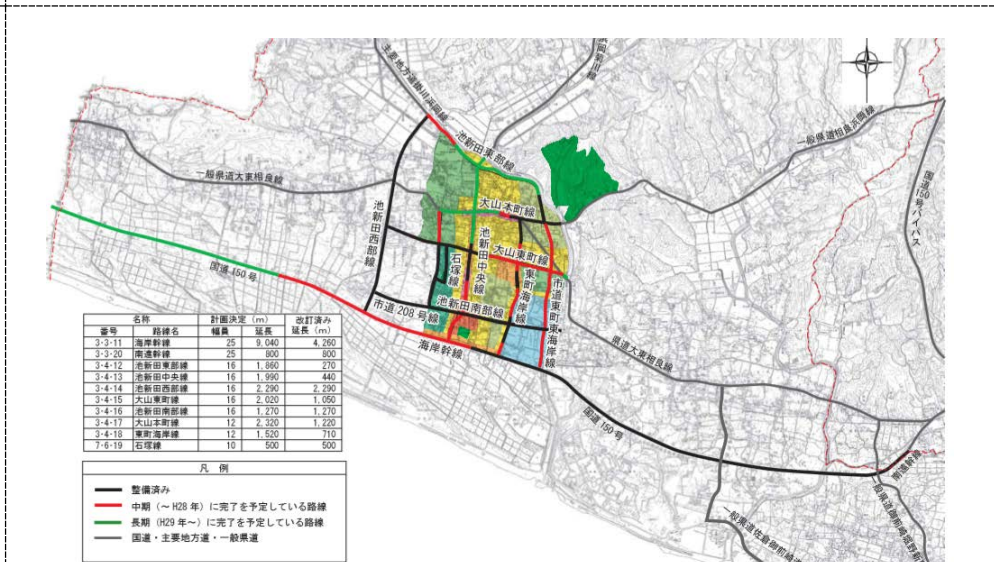 主要地方道掛川浜岡線
浜岡菊川線
池新田東部線
一般県道相良浜岡線
国道150号バイパス
一般県道大東相良線
池新田西部線
大山本町線
池新田中央線
石塚線
大山東町線
東町海岸線
市道東町東海岸線
国道150号
市道208号線
池新田南部線
海岸幹線
県道大東相良線
国道150号
南遠幹線
名称 計画決定（m） 改訂済み
番号 路線名 幅員 延長 延長（m）
3-3-11 海岸幹線 25 9,040 4,260
3-3-20 南遠幹線 25 800 800
3-4-12 池新田東部線 16 1,860 270
3-4-13 池新田中央線 16 1,990 440
3-4-14 池新田西部線 16 2,290 2,290
3-4-15 大山東町線 16 2,020 1,050
3-4-16 池新田南部線 16 1,270 1,270
3-4-17 大山本町線 12 2,320 1,220
3-4-18 東町海岸線 12 1,520 710
7-6-19 石塚線 10 500 500
凡 例
整備済み
中期（～H28年）に完了を予定している路線
長期（H29年～）に完了を予定している路線
国道・主要地方道・一般県道